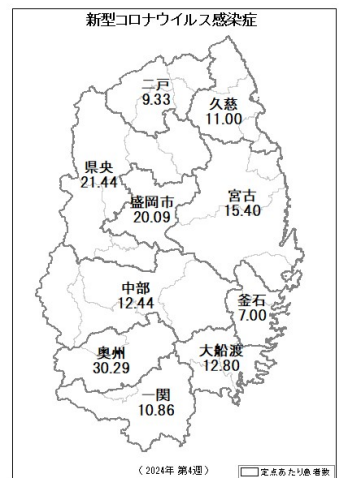 新型コロナウイルス感染症
二戸
9.33
久慈
11.00
県央
21.44
盛岡市
20.09
宮古
15.40
中部
12.44
釜石
7.00
奥州
30.29
大船渡
12.80
一関
10.86
（2024年 第4週）
定点あたり患者数